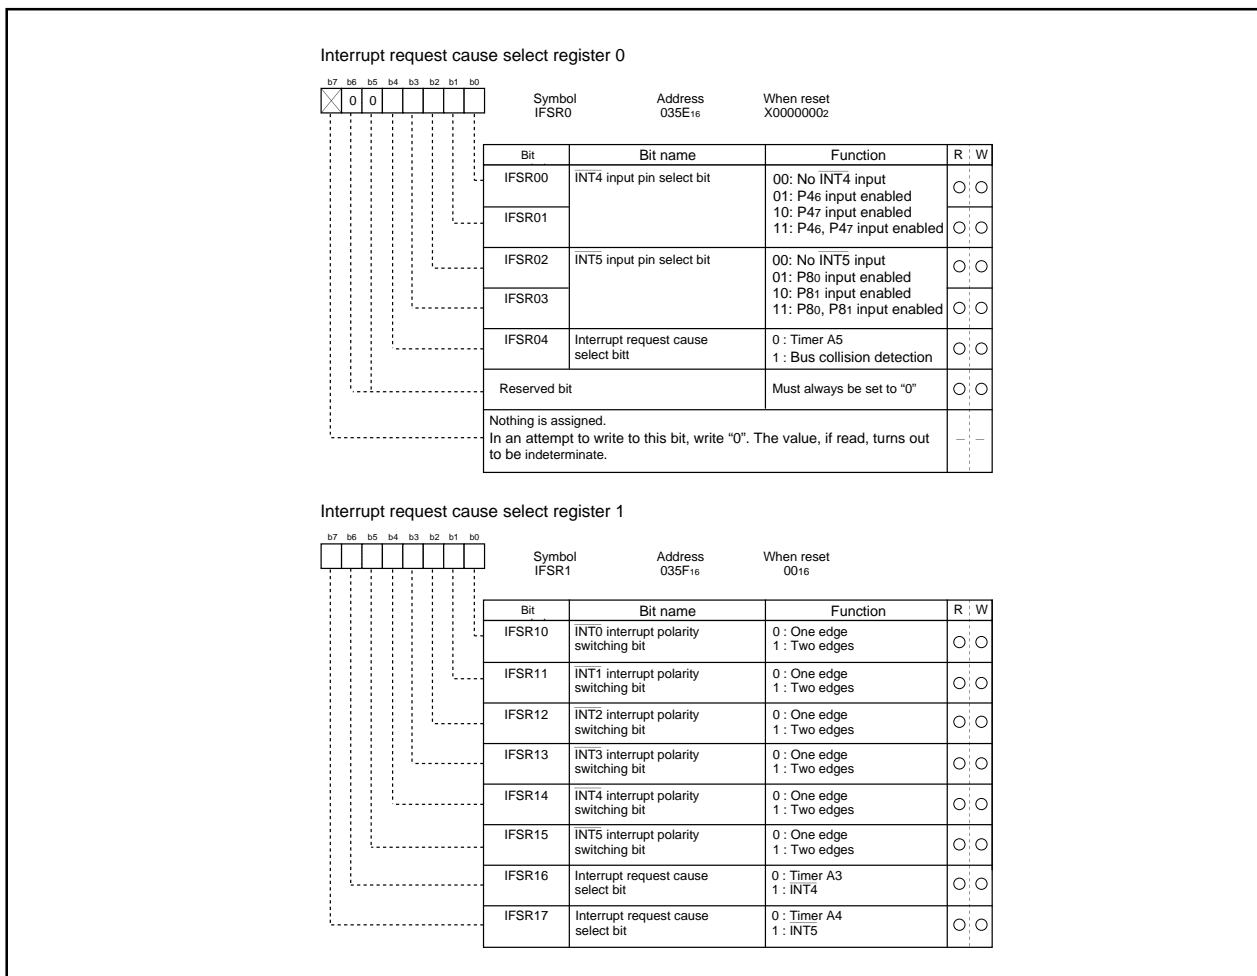 Interrupt request cause select register 0
b7 b6 b5 b4 b3 b2 b1 b0
0 0
Symbol Address When reset
IFSR0 035E16 X00000002
Bit Bit name Function R W
IFSR00 INT4 input pin select bit 00: No INT4 input
01: P46 input enabled
IFSR01 10: P47 input enabled
11: P46, P47 input enabled
IFSR02 INT5 input pin select bit 00: No INT5 input
01: P80 input enabled
IFSR03 10: P81 input enabled
11: P80, P81 input enabled
IFSR04 Interrupt request cause 0 : Timer A5
select bitt 1 : Bus collision detection
Reserved bit Must always be set to “0”
Nothing is assigned.
In an attempt to write to this bit, write “0”. The value, if read, turns out – –
to be indeterminate.
Interrupt request cause select register 1
b7 b6 b5 b4 b3 b2 b1 b0
Symbol Address When reset
IFSR1 035F16 0016
Bit Bit name Function R W
IFSR10 INT0 interrupt polarity 0 : One edge
switching bit 1 : Two edges
IFSR11 INT1 interrupt polarity 0 : One edge
switching bit 1 : Two edges
IFSR12 INT2 interrupt polarity 0 : One edge
switching bit 1 : Two edges
IFSR13 INT3 interrupt polarity 0 : One edge
switching bit 1 : Two edges
IFSR14 INT4 interrupt polarity 0 : One edge
switching bit 1 : Two edges
IFSR15 INT5 interrupt polarity 0 : One edge
switching bit 1 : Two edges
IFSR16 Interrupt request cause 0 : Timer A3
select bit 1 : INT4
IFSR17 Interrupt request cause 0 : Timer A4
select bit 1 : INT5